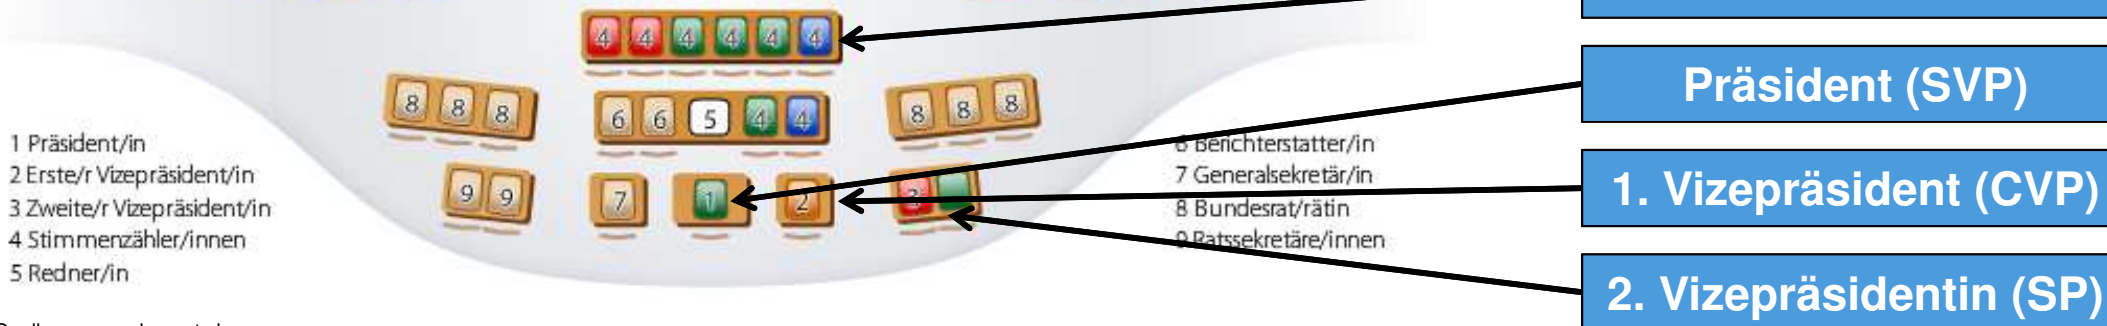 4 4 4 4 4 4
8 8 8
6 6 5 4 4
8 8 8
9 9
7
1
2
3
1 Präsident/in
2 Erste/r Vizepräsident/in
3 Zweite/r Vizepräsident/in
4 Stimmenzähler/innen
5 Redner/in
6 Berichterstatter/in
7 Generalsekretär/in
8 Bundesrat/rätin
9 Ratssekretäre/innen
Präsident (SVP)
1. Vizepräsident (CVP)
2. Vizepräsidentin (SP)